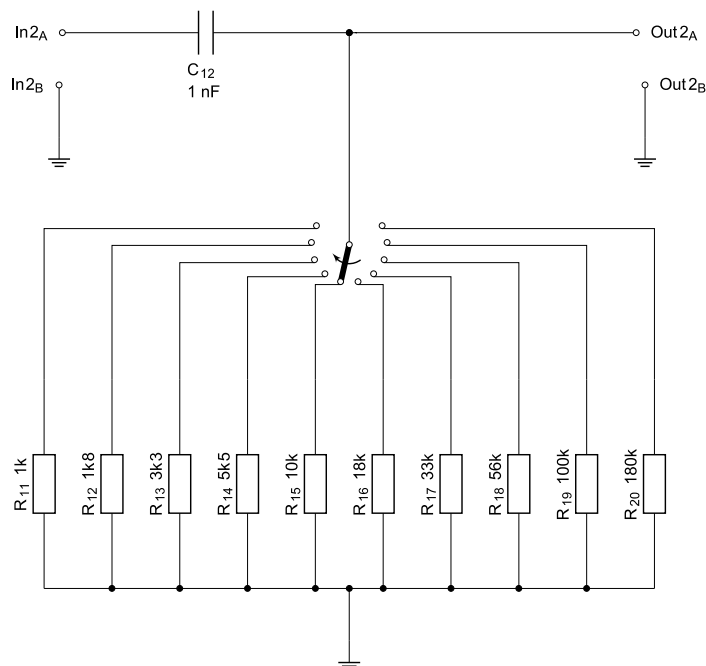 In2A
Out2A
C12
1 nF
In2B
Out2B
R11 1k
R12 1k8
R13 3k3
R14 5k5
R15 10k
R16 18k
R17 33k
R18 56k
R19 100k
R20 180k